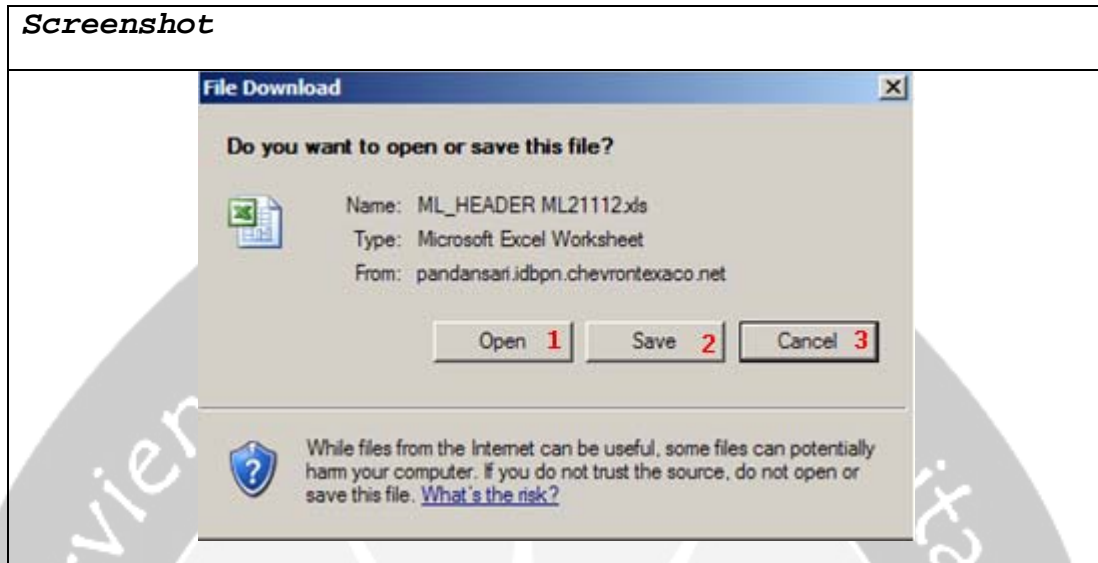 Screenshot
File Download
Do you want to open or save this file?
Name: ML_HEADER ML21112.xls
Type: Microsoft Excel Worksheet
From: pandansari.idbpn.chevrontexaco.net
Open 1 Save 2 Cancel 3
While files from the Internet can be useful, some files can potentially
harm your computer. If you do not trust the source, do not open or
save this file. What's the risk?